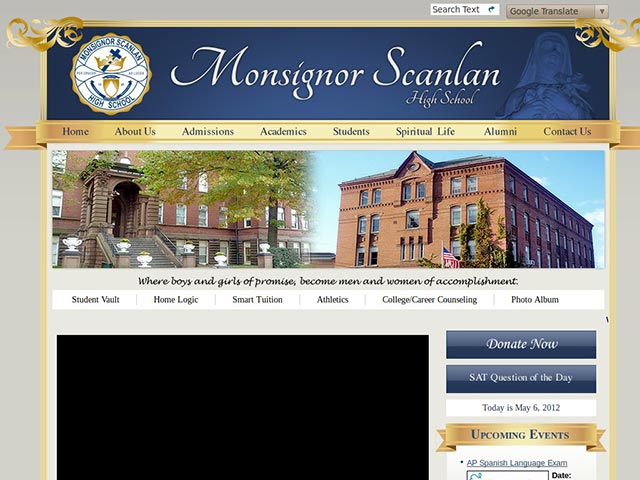 Search Text
Google Translate
MONSIGNOR SCANLAN
HIGH SCHOOL
Monsignor Scanlan
High School
Home About Us Admissions Academics Students Spiritual Life Alumni Contact Us
Where boys and girls of promise, become men and women of accomplishment.
Student Vault Home Logic Smart Tuition Athletics College/Career Counseling Photo Album
Donate Now
SAT Question of the Day
Today is May 6, 2012
UPCOMING EVENTS
AP Spanish Language Exam
Date: